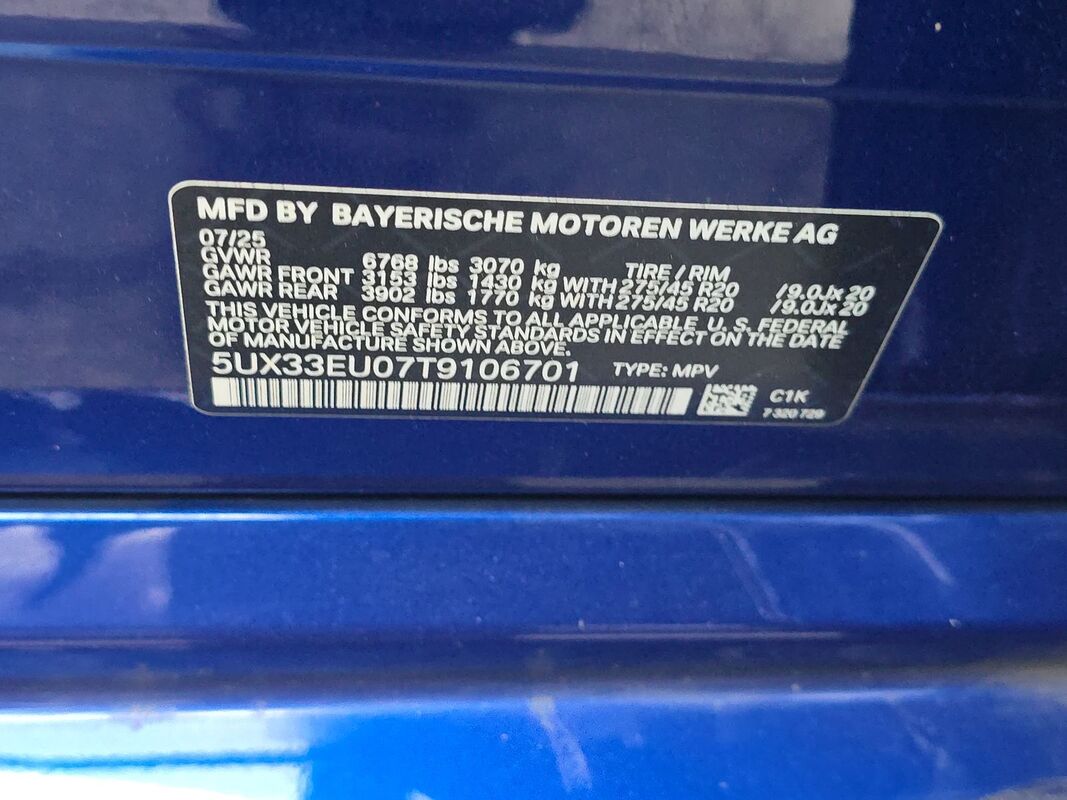 MFD BY BAYERISCHE MOTOREN WERKE AG
07/25
GVWR 6768 lbs 3070 kg TIRE / RIM
GAWR FRONT 3153 lbs 1430 kg WITH 275/45 R20 /9.0Jx20
GAWR REAR 3902 lbs 1770 kg WITH 275/45 R20 /9.0Jx20
THIS VEHICLE CONFORMS TO ALL APPLICABLE U. S. FEDERAL
MOTOR VEHICLE SAFETY STANDARDS IN EFFECT ON THE DATE
OF MANUFACTURE SHOWN ABOVE.
5UX33EU07T9106701 TYPE: MPV
C1K
7 320 729